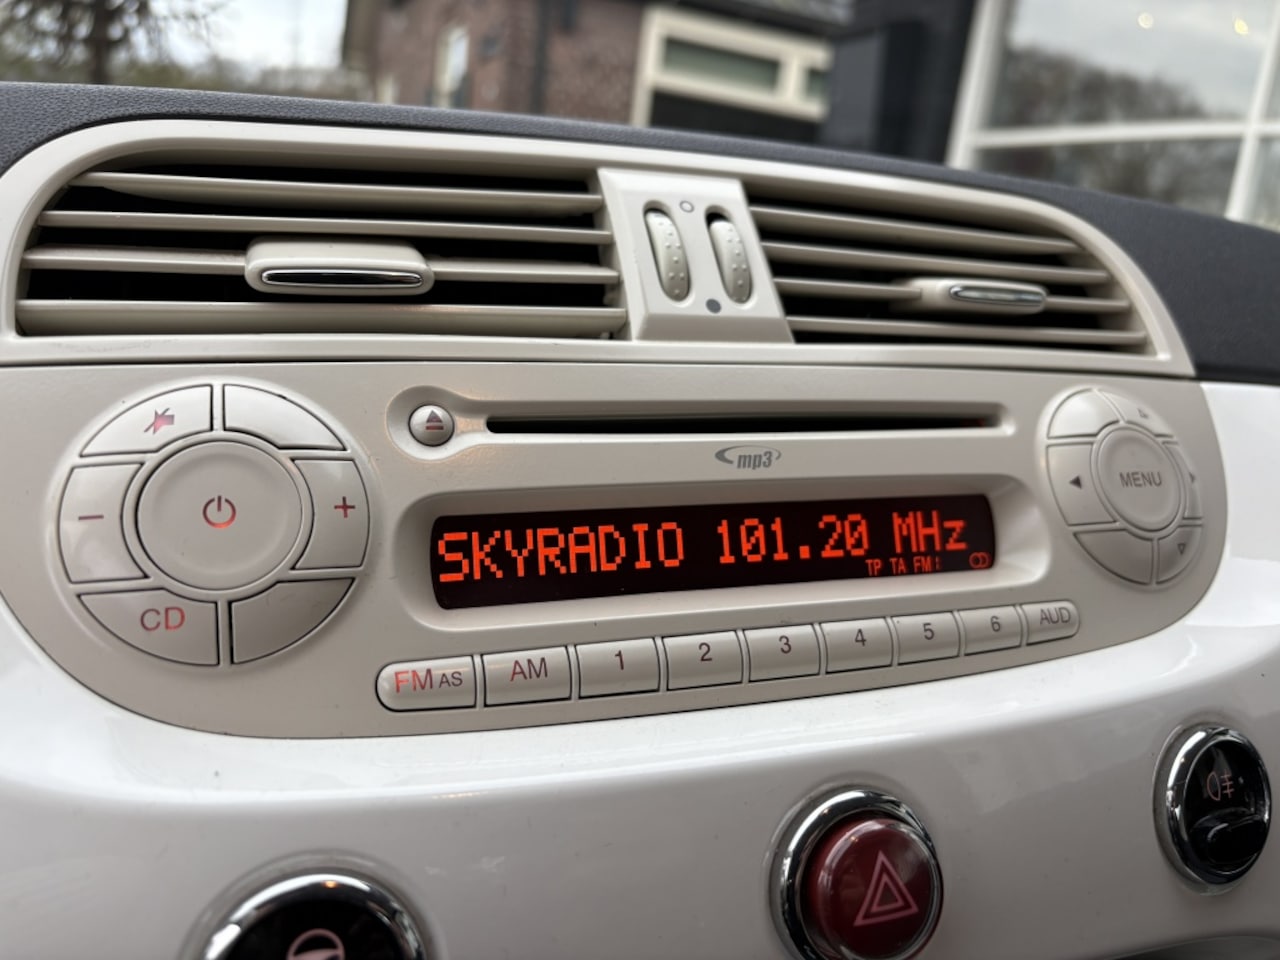 mp3
MENU
SKYRADIO 101.20 MHz
TP TA FM1
CD
FM AS AM 1 2 3 4 5 6 AUD